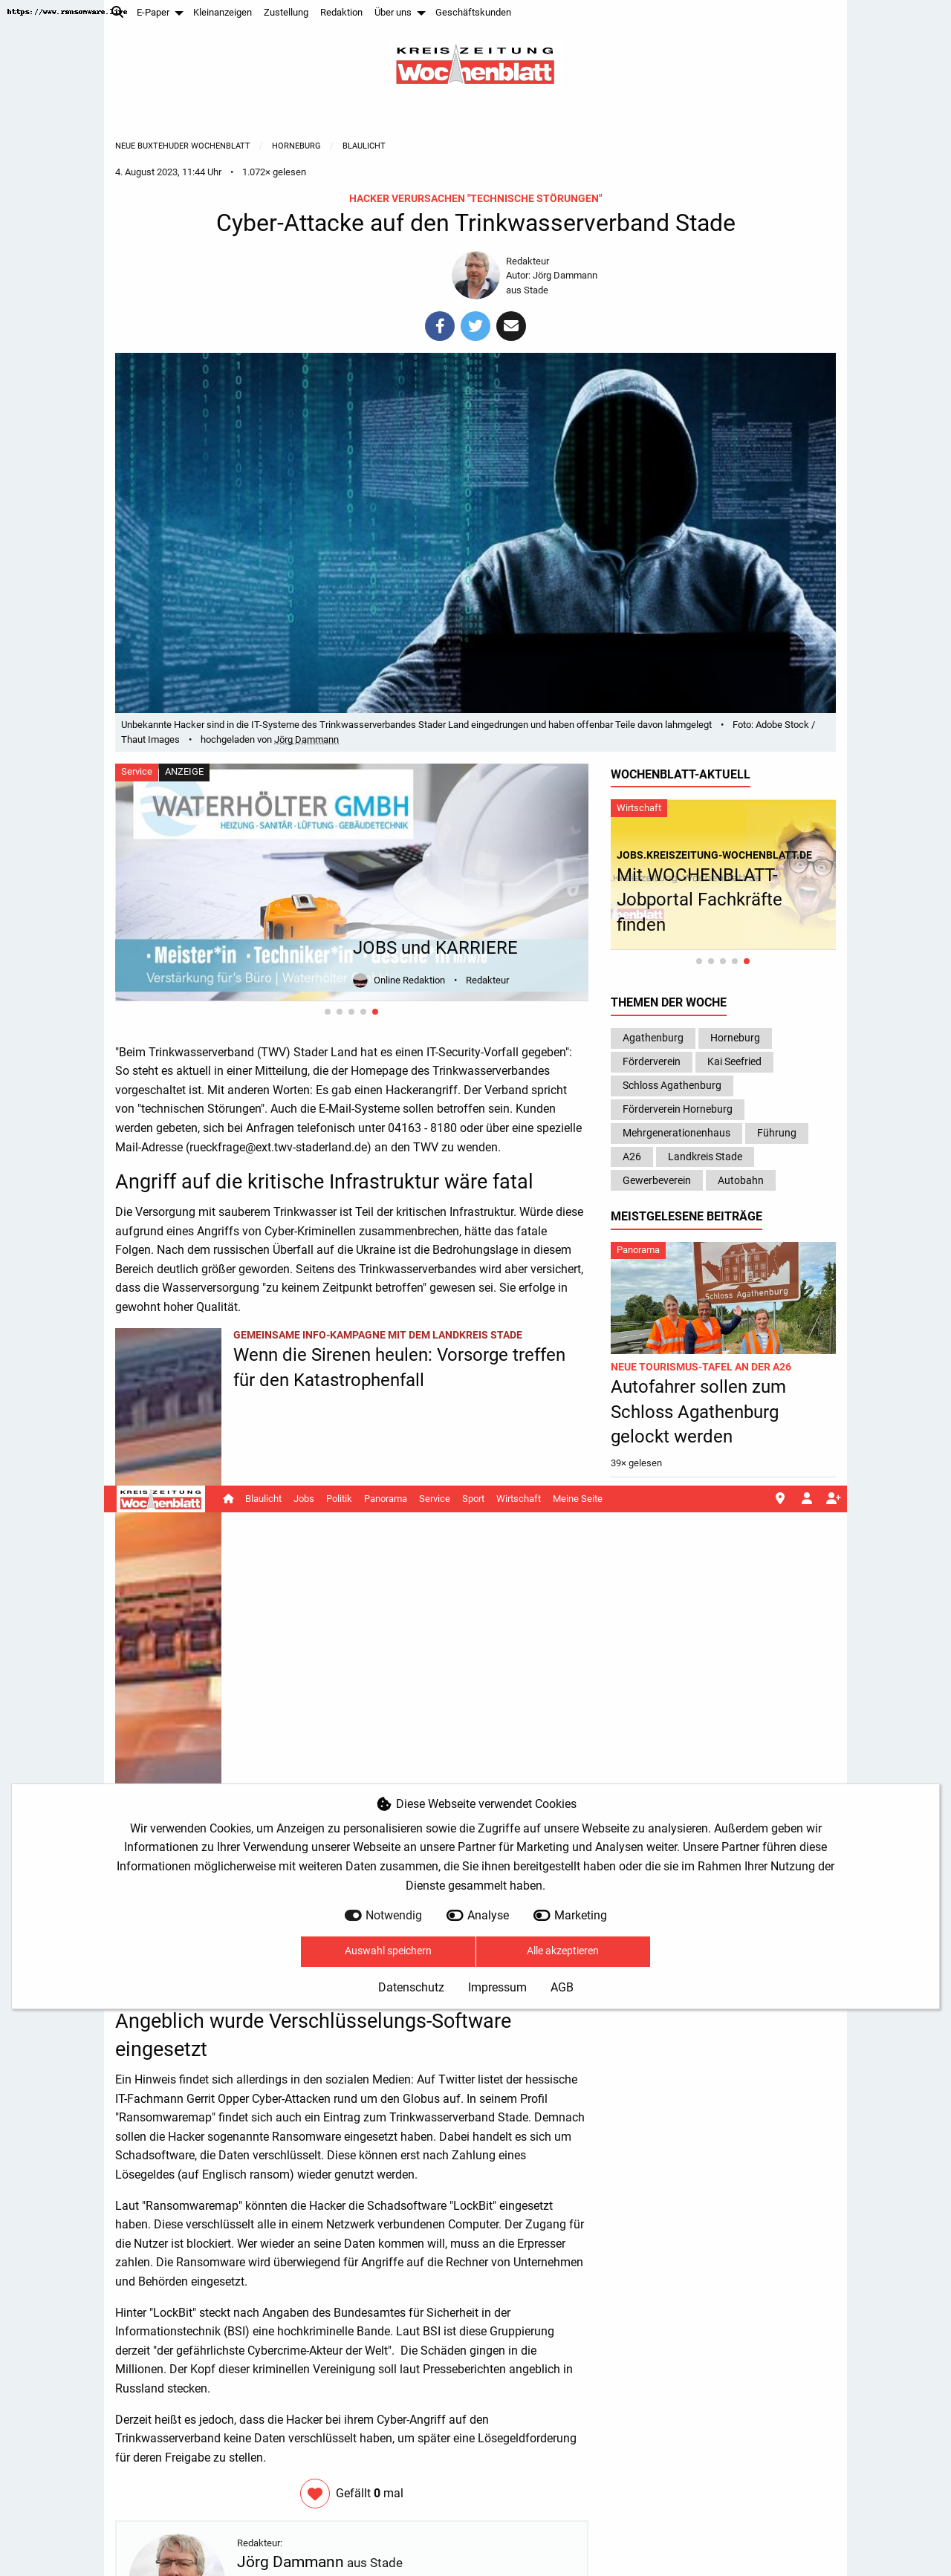 https://www.ransomware.live
E-Paper
Kleinanzeigen
Zustellung
Redaktion
Über uns
Geschäftskunden
KREISZEITUNG
Wochenblatt
NEUE BUXTEHUDER WOCHENBLATT / HORNEBURG / BLAULICHT
4. August 2023, 11:44 Uhr • 1.072× gelesen
HACKER VERURSACHEN "TECHNISCHE STÖRUNGEN"
Cyber-Attacke auf den Trinkwasserverband Stade
Redakteur
Autor: Jörg Dammann
aus Stade
Unbekannte Hacker sind in die IT-Systeme des Trinkwasserverbandes Stader Land eingedrungen und haben offenbar Teile davon lahmgelegt • Foto: Adobe Stock /
Thaut Images • hochgeladen von Jörg Dammann
Service ANZEIGE
WATERHÖLTER GMBH
HEIZUNG - SANITÄR - LÜFTUNG - GEBÄUDETECHNIK
JOBS und KARRIERE
Meister*in · Techniker*in
Verstärkung für's Büro | Waterhölter
Online Redaktion • Redakteur
"Beim Trinkwasserverband (TWV) Stader Land hat es einen IT-Security-Vorfall gegeben":
So steht es aktuell in einer Mitteilung, die der Homepage des Trinkwasserverbandes
vorgeschaltet ist. Mit anderen Worten: Es gab einen Hackerangriff. Der Verband spricht
von "technischen Störungen". Auch die E-Mail-Systeme sollen betroffen sein. Kunden
werden gebeten, sich bei Anfragen telefonisch unter 04163 - 8180 oder über eine spezielle
Mail-Adresse (rueckfrage@ext.twv-staderland.de) an den TWV zu wenden.
Angriff auf die kritische Infrastruktur wäre fatal
Die Versorgung mit sauberem Trinkwasser ist Teil der kritischen Infrastruktur. Würde diese
aufgrund eines Angriffs von Cyber-Kriminellen zusammenbrechen, hätte das fatale
Folgen. Nach dem russischen Überfall auf die Ukraine ist die Bedrohungslage in diesem
Bereich deutlich größer geworden. Seitens des Trinkwasserverbandes wird aber versichert,
dass die Wasserversorgung "zu keinem Zeitpunkt betroffen" gewesen sei. Sie erfolge in
gewohnt hoher Qualität.
GEMEINSAME INFO-KAMPAGNE MIT DEM LANDKREIS STADE
Wenn die Sirenen heulen: Vorsorge treffen
für den Katastrophenfall
WOCHENBLATT-AKTUELL
Wirtschaft
JOBS.KREISZEITUNG-WOCHENBLATT.DE
Mit WOCHENBLATT-
Jobportal Fachkräfte
finden
THEMEN DER WOCHE
Agathenburg Horneburg
Förderverein Kai Seefried
Schloss Agathenburg
Förderverein Horneburg
Mehrgenerationenhaus Führung
A26 Landkreis Stade
Gewerbeverein Autobahn
MEISTGELESENE BEITRÄGE
Panorama
Schloss Agathenburg
NEUE TOURISMUS-TAFEL AN DER A26
Autofahrer sollen zum
Schloss Agathenburg
gelockt werden
39× gelesen
KREISZEITUNG
Wochenblatt
Blaulicht Jobs Politik Panorama Service Sport Wirtschaft Meine Seite
Diese Webseite verwendet Cookies
Wir verwenden Cookies, um Anzeigen zu personalisieren sowie die Zugriffe auf unsere Webseite zu analysieren. Außerdem geben wir
Informationen zu Ihrer Verwendung unserer Webseite an unsere Partner für Marketing und Analysen weiter. Unsere Partner führen diese
Informationen möglicherweise mit weiteren Daten zusammen, die Sie ihnen bereitgestellt haben oder die sie im Rahmen Ihrer Nutzung der
Dienste gesammelt haben.
Notwendig Analyse Marketing
Auswahl speichern Alle akzeptieren
Datenschutz Impressum AGB
Angeblich wurde Verschlüsselungs-Software
eingesetzt
Ein Hinweis findet sich allerdings in den sozialen Medien: Auf Twitter listet der hessische
IT-Fachmann Gerrit Opper Cyber-Attacken rund um den Globus auf. In seinem Profil
"Ransomwaremap" findet sich auch ein Eintrag zum Trinkwasserverband Stade. Demnach
sollen die Hacker sogenannte Ransomware eingesetzt haben. Dabei handelt es sich um
Schadsoftware, die Daten verschlüsselt. Diese können erst nach Zahlung eines
Lösegeldes (auf Englisch ransom) wieder genutzt werden.
Laut "Ransomwaremap" könnten die Hacker die Schadsoftware "LockBit" eingesetzt
haben. Diese verschlüsselt alle in einem Netzwerk verbundenen Computer. Der Zugang für
die Nutzer ist blockiert. Wer wieder an seine Daten kommen will, muss an die Erpresser
zahlen. Die Ransomware wird überwiegend für Angriffe auf die Rechner von Unternehmen
und Behörden eingesetzt.
Hinter "LockBit" steckt nach Angaben des Bundesamtes für Sicherheit in der
Informationstechnik (BSI) eine hochkriminelle Bande. Laut BSI ist diese Gruppierung
derzeit "der gefährlichste Cybercrime-Akteur der Welt". Die Schäden gingen in die
Millionen. Der Kopf dieser kriminellen Vereinigung soll laut Presseberichten angeblich in
Russland stecken.
Derzeit heißt es jedoch, dass die Hacker bei ihrem Cyber-Angriff auf den
Trinkwasserverband keine Daten verschlüsselt haben, um später eine Lösegeldforderung
für deren Freigabe zu stellen.
Gefällt 0 mal
Redakteur:
Jörg Dammann aus Stade